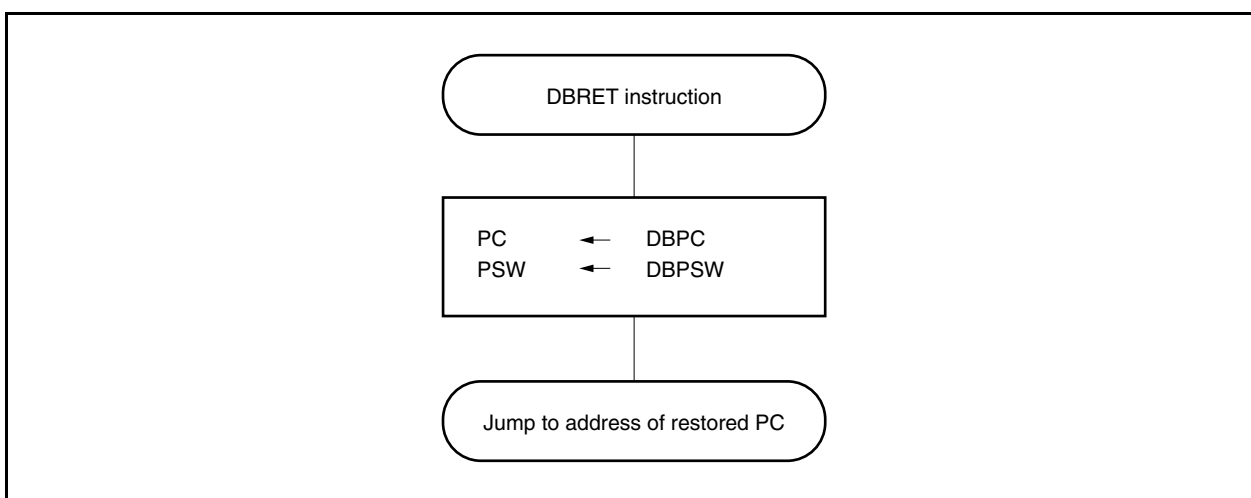 DBRET instruction
PC ← DBPC
PSW ← DBPSW
Jump to address of restored PC